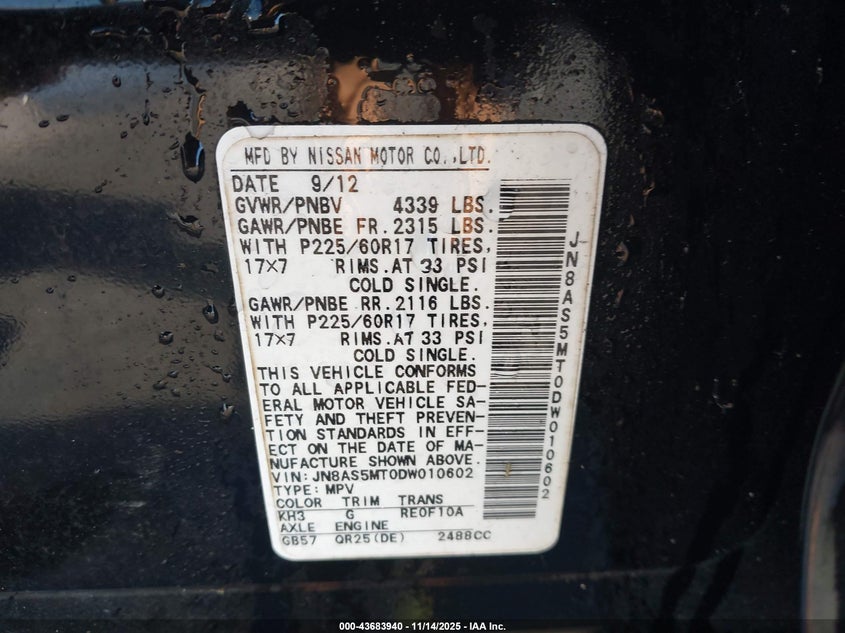 MFD BY NISSAN MOTOR CO.,LTD.
DATE 9/12
GVWR/PNBV 4339 LBS.
GAWR/PNBE FR. 2315 LBS.
WITH P225/60R17 TIRES,
17×7 RIMS.AT 33 PSI
COLD SINGLE.
GAWR/PNBE RR. 2116 LBS.
WITH P225/60R17 TIRES,
17×7 RIMS.AT 33 PSI
COLD SINGLE.
THIS VEHICLE CONFORMS
TO ALL APPLICABLE FED-
ERAL MOTOR VEHICLE SA-
FETY AND THEFT PREVEN-
TION STANDARDS IN EFF-
ECT ON THE DATE OF MA-
NUFACTURE SHOWN ABOVE.
VIN:JN8AS5MT0DW010602
TYPE:MPV
COLOR TRIM TRANS
KH3 G RE0F10A
AXLE ENGINE
GB57 QR25(DE) 2488CC
JN8AS5MT0DW010602
000-43683940 - 11/14/2025 - IAA Inc.